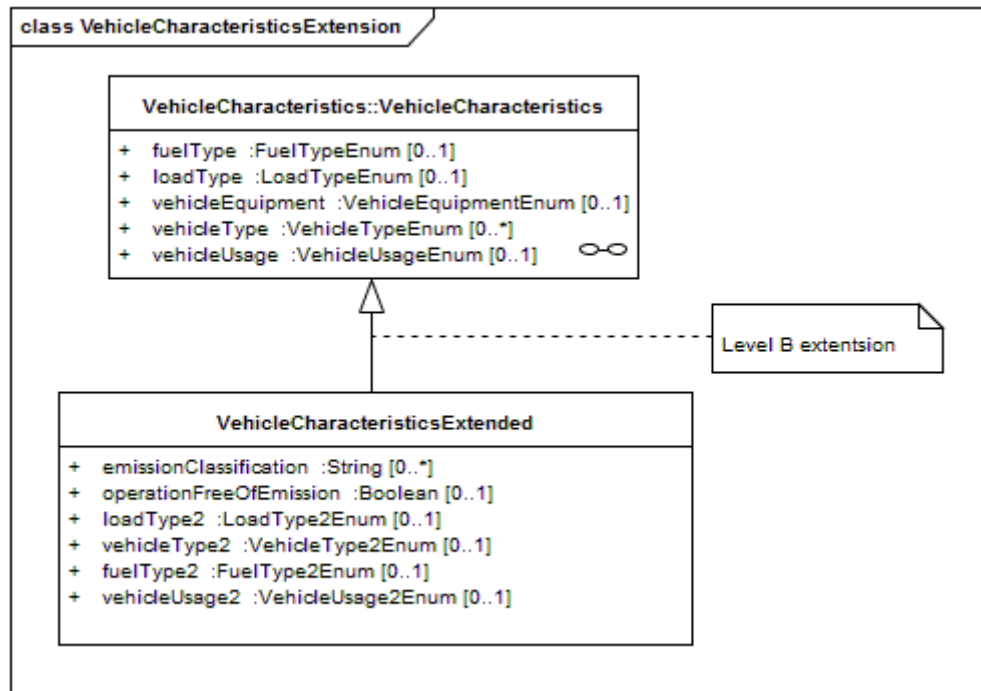 class VehicleCharacteristicsExtension
VehicleCharacteristics::VehicleCharacteristics
+ fuelType :FuelTypeEnum [0..1]
+ loadType :LoadTypeEnum [0..1]
+ vehicleEquipment :VehicleEquipmentEnum [0..1]
+ vehicleType :VehicleTypeEnum [0..*]
+ vehicleUsage :VehicleUsageEnum [0..1]
Level B extentsion
VehicleCharacteristicsExtended
+ emissionClassification :String [0..*]
+ operationFreeOfEmission :Boolean [0..1]
+ loadType2 :LoadType2Enum [0..1]
+ vehicleType2 :VehicleType2Enum [0..1]
+ fuelType2 :FuelType2Enum [0..1]
+ vehicleUsage2 :VehicleUsage2Enum [0..1]